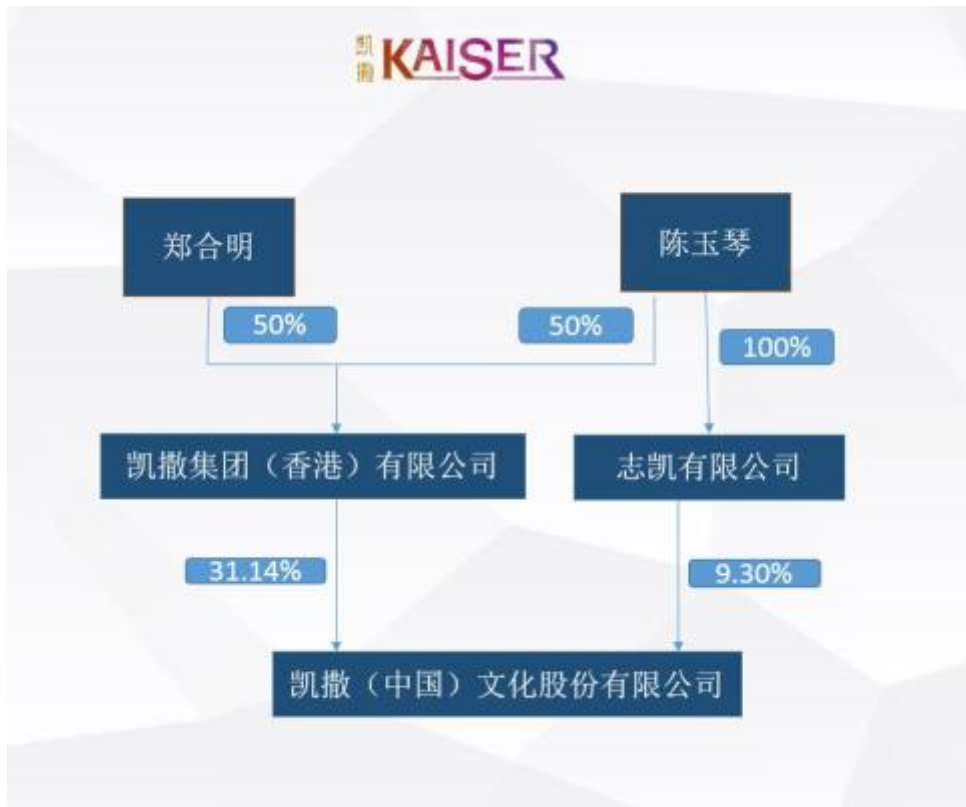 凯撒 KAISER
郑合明
陈玉琴
50%
50%
100%
凯撒集团（香港）有限公司
志凯有限公司
31.14%
9.30%
凯撒（中国）文化股份有限公司